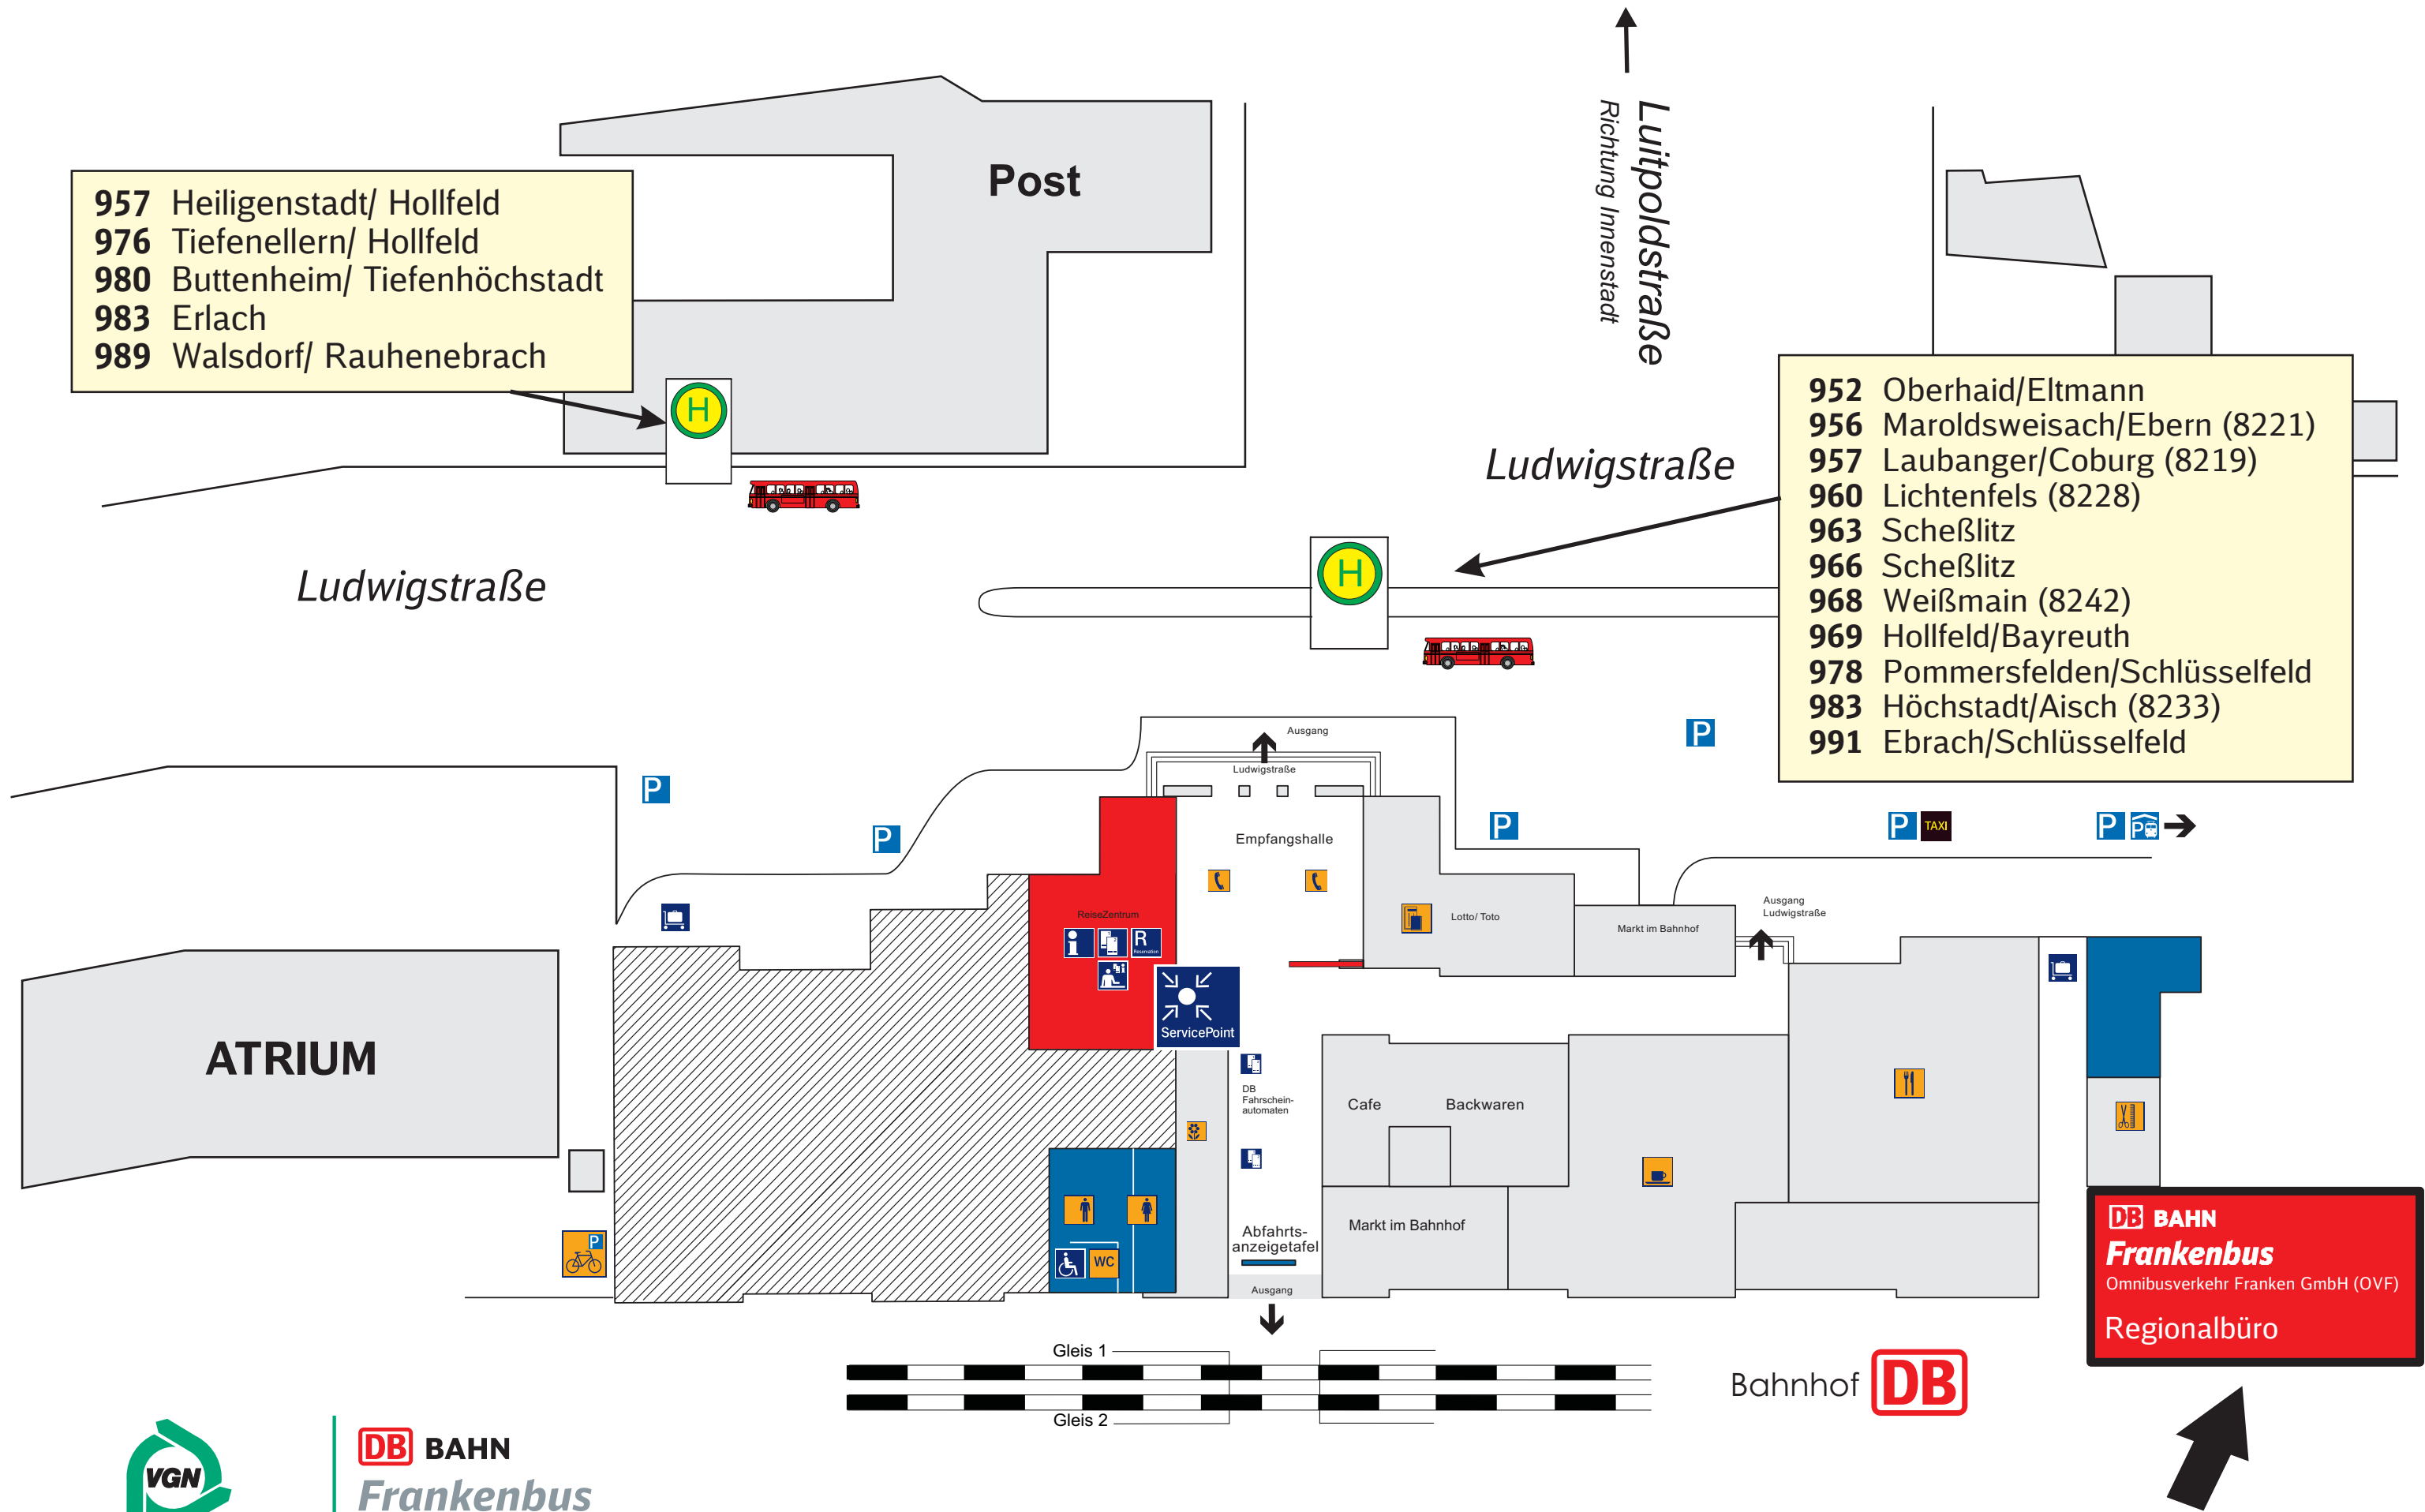 Luitpoldstraße
Richtung Innenstadt
Post
957 Heiligenstadt/ Hollfeld
976 Tiefenellern/ Hollfeld
980 Buttenheim/ Tiefenhöchstadt
983 Erlach
989 Walsdorf/ Rauhenebrach
H
952 Oberhaid/Eltmann
956 Maroldsweisach/Ebern (8221)
957 Laubanger/Coburg (8219)
960 Lichtenfels (8228)
963 Scheßlitz
966 Scheßlitz
968 Weißmain (8242)
969 Hollfeld/Bayreuth
978 Pommersfelden/Schlüsselfeld
983 Höchstadt/Aisch (8233)
991 Ebrach/Schlüsselfeld
Ludwigstraße
H
Ludwigstraße
Ausgang
Ludwigstraße
P
P
P
P
P TAXI
P P
Empfangshalle
ReiseZentrum
i
R
Reservation
ServicePoint
Lotto/ Toto
Markt im Bahnhof
Ausgang
Ludwigstraße
ATRIUM
DB
Fahrschein-
automaten
Cafe
Backwaren
Markt im Bahnhof
Abfahrts-
anzeigetafel
WC
P
Ausgang
DB BAHN
Frankenbus
Omnibusverkehr Franken GmbH (OVF)
Regionalbüro
Gleis 1
Gleis 2
Bahnhof DB
VGN
DB BAHN
Frankenbus